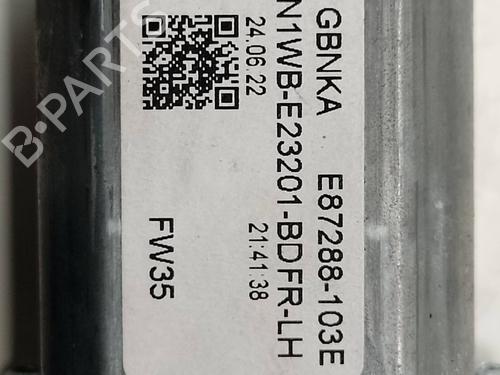 GBNKA E87288-103E
N1WB-E23201-BDFR-LH
24.06.22 21:41:38
FW35
B-PARTS